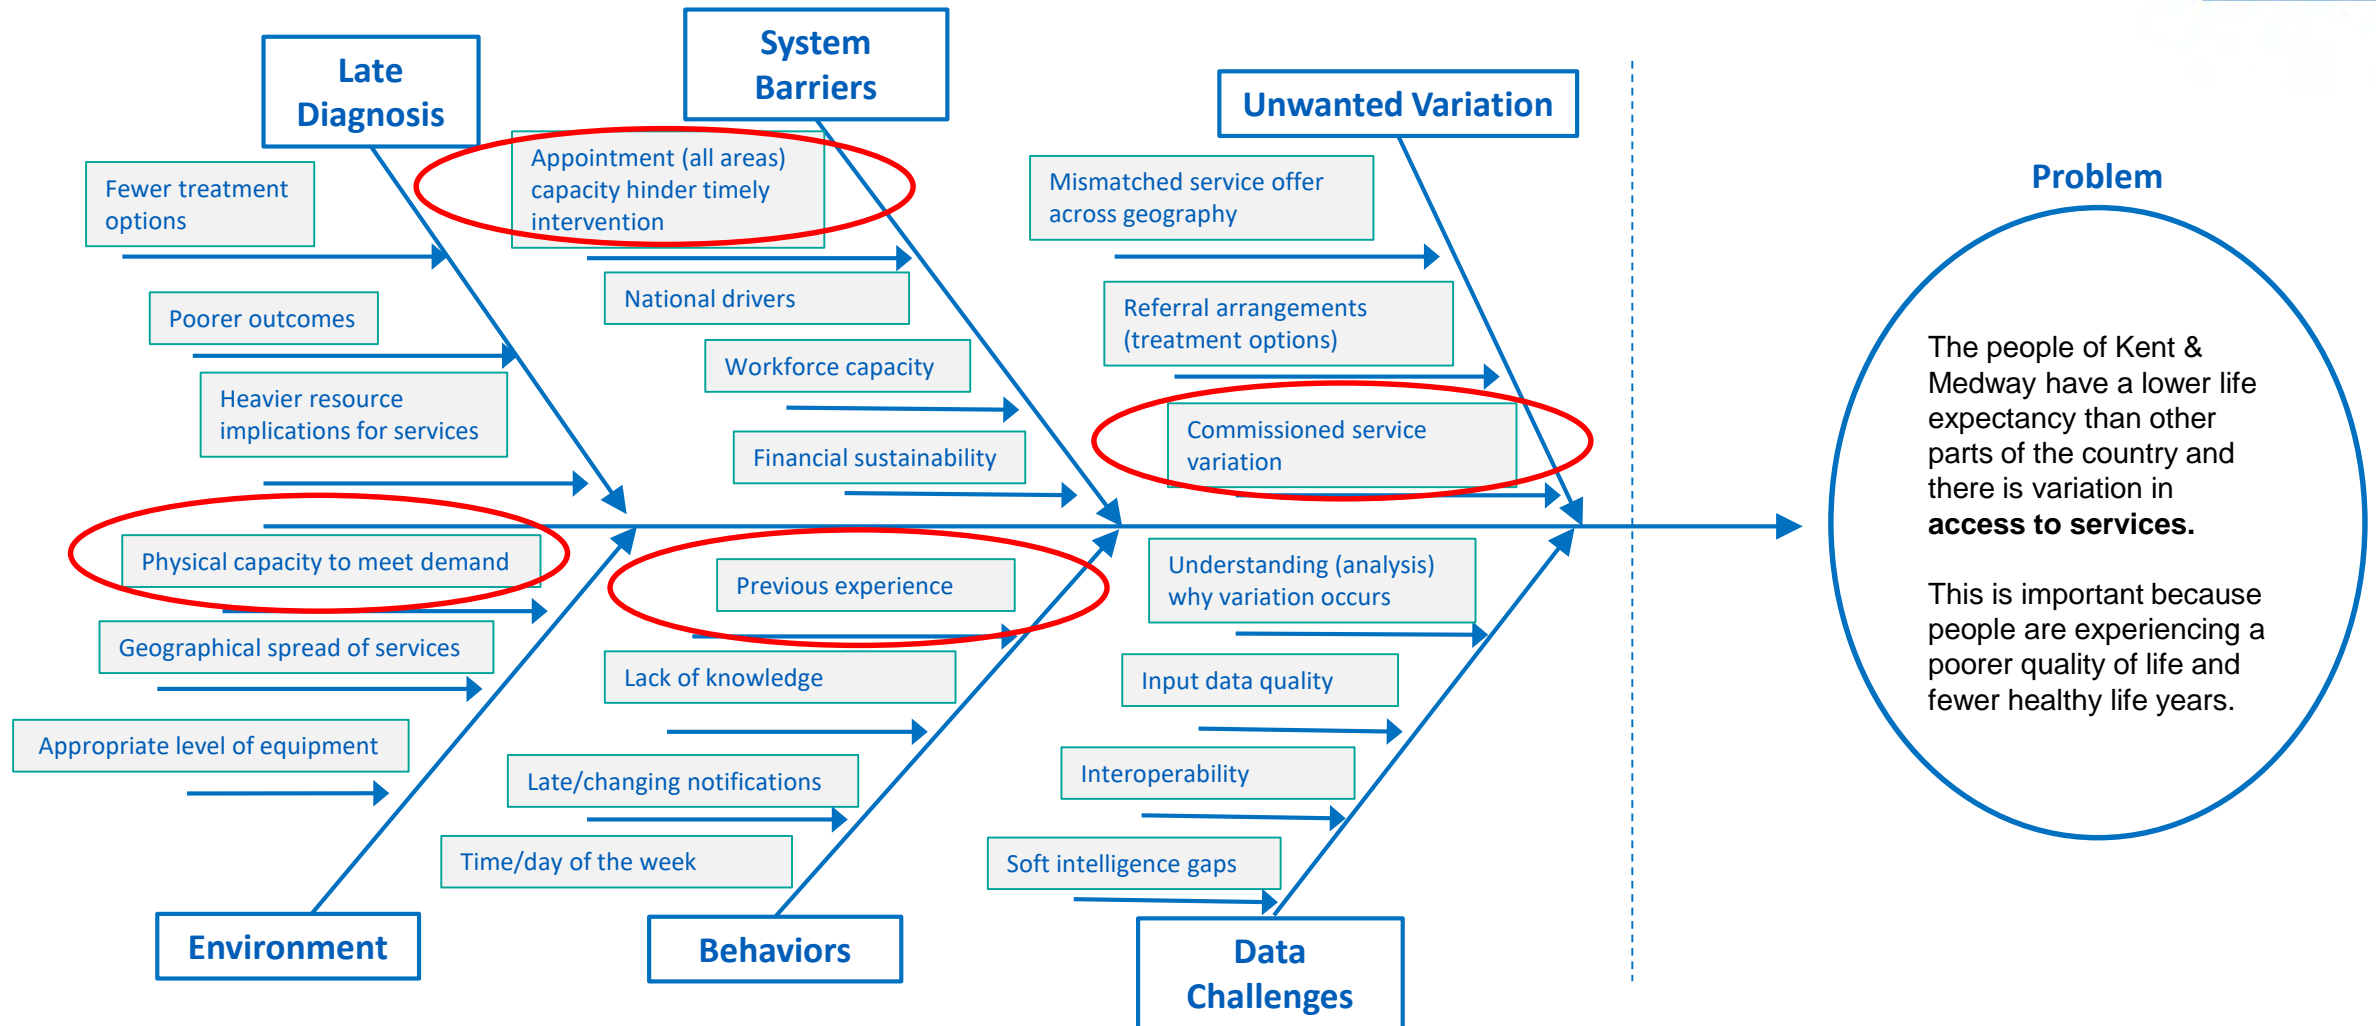 Late
Diagnosis
Fewer treatment
options
Poorer outcomes
Heavier resource
implications for services
System
Barriers
Appointment (all areas)
capacity hinder timely
intervention
National drivers
Workforce capacity
Financial sustainability
Unwanted Variation
Mismatched service offer
across geography
Referral arrangements
(treatment options)
Commissioned service
variation
Physical capacity to meet demand
Geographical spread of services
Appropriate level of equipment
Environment
Previous experience
Lack of knowledge
Late/changing notifications
Time/day of the week
Behaviors
Understanding (analysis)
why variation occurs
Input data quality
Interoperability
Soft intelligence gaps
Data
Challenges
Problem
The people of Kent &
Medway have a lower life
expectancy than other
parts of the country and
there is variation in
access to services.
This is important because
people are experiencing a
poorer quality of life and
fewer healthy life years.